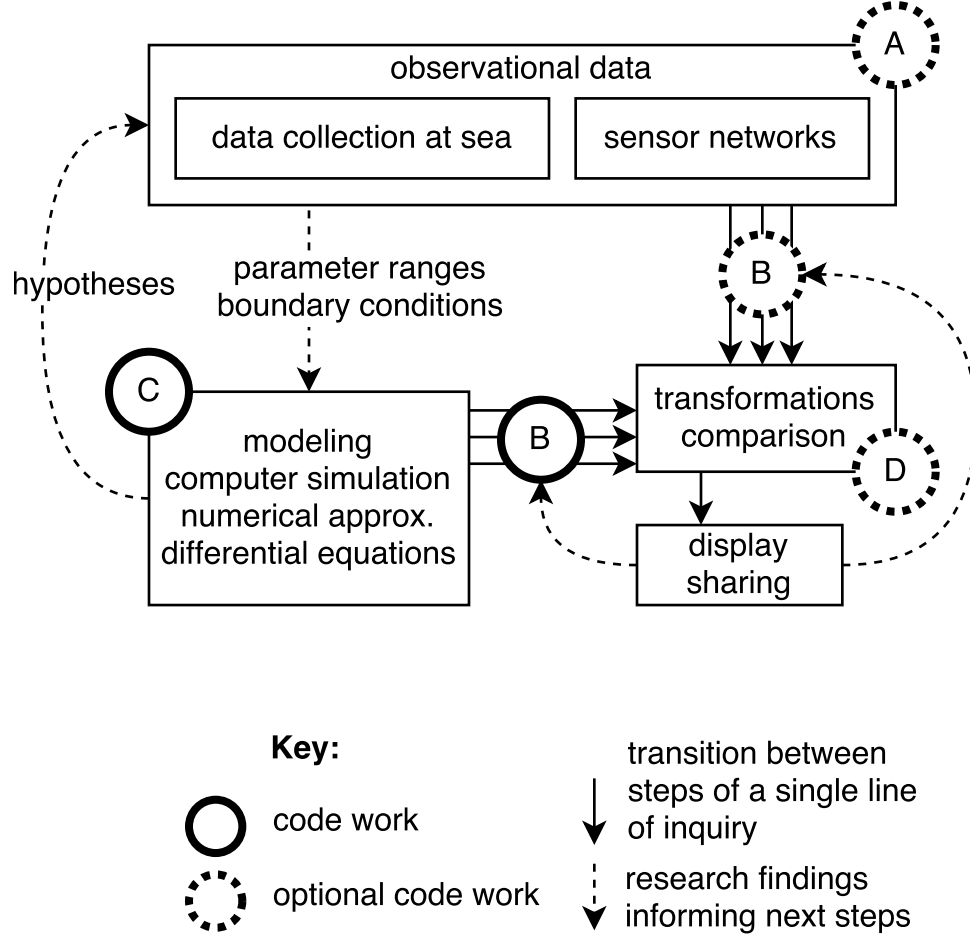 A
observational data
data collection at sea
sensor networks
hypotheses
parameter ranges
boundary conditions
B
C
modeling
computer simulation
numerical approx.
differential equations
B
transformations
comparison
D
display
sharing
Key:
code work
optional code work
transition between
steps of a single line
of inquiry
research findings
informing next steps